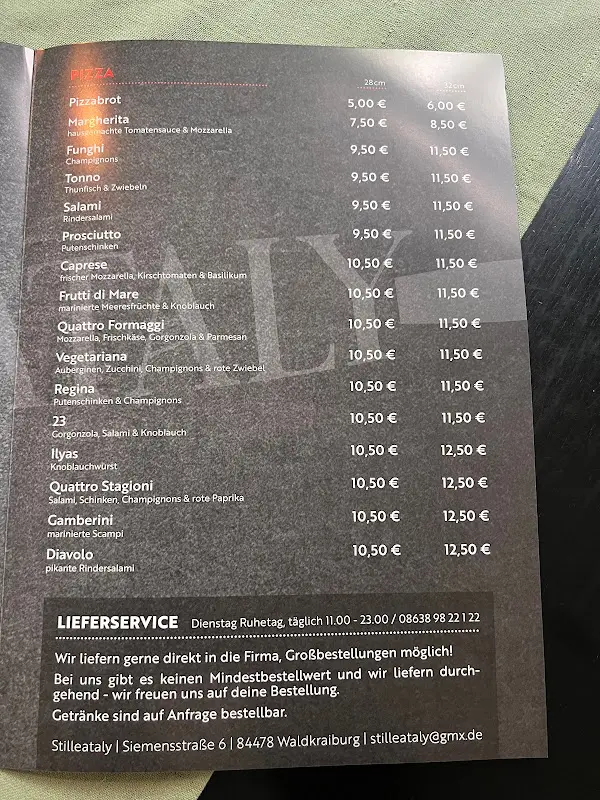 PIZZA 28cm 32cm
Pizzabrot 5,00 € 6,00 €
Margherita 7,50 € 8,50 €
hausgemachte Tomatensauce & Mozzarella
Funghi 9,50 € 11,50 €
Champignons
Tonno 9,50 € 11,50 €
Thunfisch & Zwiebeln
Salami 9,50 € 11,50 €
Rindersalami
Prosciutto 9,50 € 11,50 €
Putenschinken
Caprese 10,50 € 11,50 €
frischer Mozzarella, Kirschtomaten & Basilikum
Frutti di Mare 10,50 € 11,50 €
marinierte Meeresfrüchte & Knoblauch
Quattro Formaggi 10,50 € 11,50 €
Mozzarella, Frischkäse, Gorgonzola & Parmesan
Vegetariana 10,50 € 11,50 €
Auberginen, Zucchini, Champignons & rote Zwiebel
Regina 10,50 € 11,50 €
Putenschinken & Champignons
23 10,50 € 11,50 €
Gorgonzola, Salami & Knoblauch
Ilyas 10,50 € 12,50 €
Knoblauchwurst
Quattro Stagioni 10,50 € 12,50 €
Salami, Schinken, Champignons & rote Paprika
Gamberini 10,50 € 12,50 €
marinierte Scampi
Diavolo 10,50 € 12,50 €
pikante Rindersalami
TALY
LIEFERSERVICE Dienstag Ruhetag, täglich 11.00 - 23.00 / 08638 98 22 1 22
Wir liefern gerne direkt in die Firma, Großbestellungen möglich!
Bei uns gibt es keinen Mindestbestellwert und wir liefern durch-
gehend - wir freuen uns auf deine Bestellung.
Getränke sind auf Anfrage bestellbar.
Stilleataly | Siemensstraße 6 | 84478 Waldkraiburg | stilleataly@gmx.de